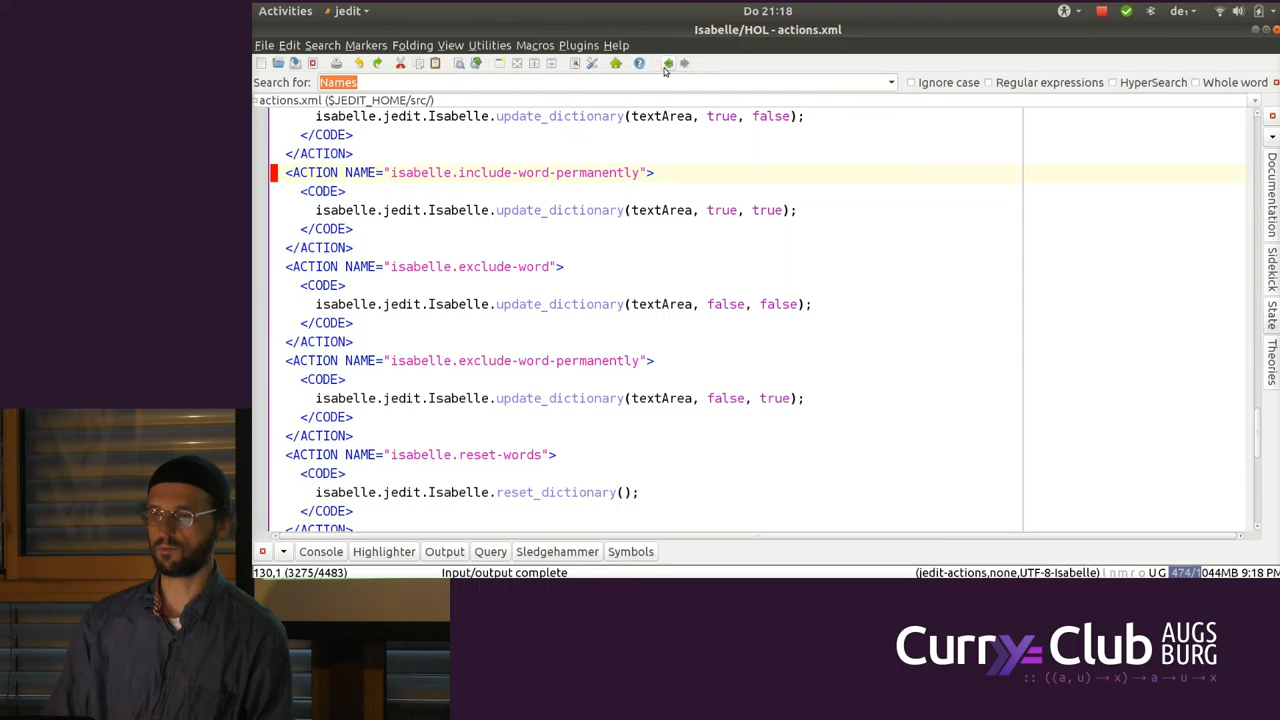 Activities jedit Do 21:18 de₁
Isabelle/HOL - actions.xml
File Edit Search Markers Folding View Utilities Macros Plugins Help
Search for: Names Ignore case Regular expressions HyperSearch Whole word
actions.xml ($JEDIT_HOME/src/)
isabelle.jedit.Isabelle.update_dictionary(textArea, true, false);
</CODE>
</ACTION>
<ACTION NAME="isabelle.include-word-permanently">
<CODE>
isabelle.jedit.Isabelle.update_dictionary(textArea, true, true);
</CODE>
</ACTION>
<ACTION NAME="isabelle.exclude-word">
<CODE>
isabelle.jedit.Isabelle.update_dictionary(textArea, false, false);
</CODE>
</ACTION>
<ACTION NAME="isabelle.exclude-word-permanently">
<CODE>
isabelle.jedit.Isabelle.update_dictionary(textArea, false, true);
</CODE>
</ACTION>
<ACTION NAME="isabelle.reset-words">
<CODE>
isabelle.jedit.Isabelle.reset_dictionary();
</CODE>
</ACTION>
Documentation
Sidekick
State
Theories
Console Highlighter Output Query Sledgehammer Symbols
130,1 (3275/4483) Input/output complete (jedit-actions,none,UTF-8-Isabelle) l n m r o U G 474/1044MB 9:18 PM
Curry Club AUGS
BURG
:: ((a, u) → x) → a → u → x